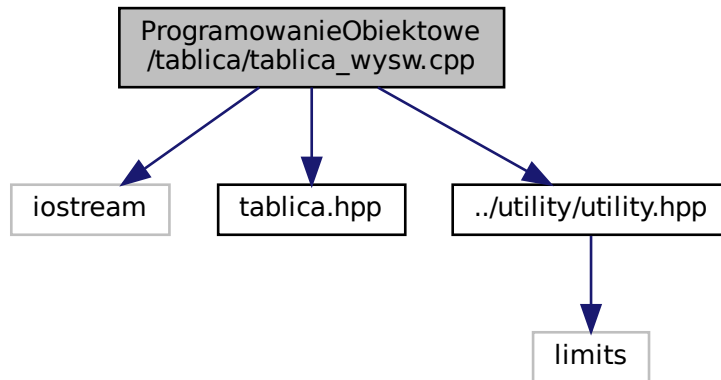 ProgramowanieObiektowe
/tablica/tablica_wysw.cpp
iostream
tablica.hpp
../utility/utility.hpp
limits